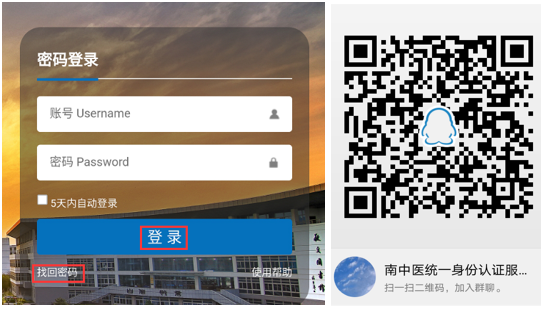 密码登录
账号 Username
密码 Password
5天内自动登录
登 录
找回密码
使用帮助
南中医统一身份认证服...
扫一扫二维码，加入群聊。